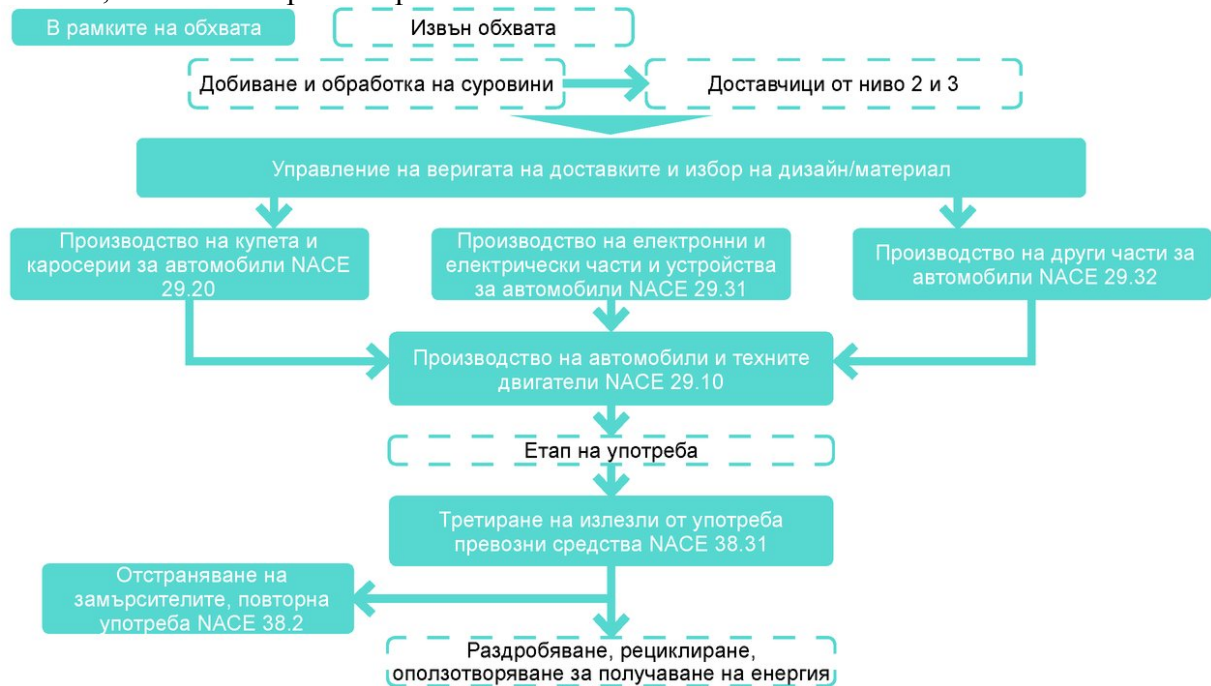 В рамките на обхвата
Извън обхвата
Добиване и обработка на суровини
Доставчици от ниво 2 и 3
Управление на веригата на доставките и избор на дизайн/материал
Производство на купета и
каросерии за автомобили NACE
29.20
Производство на електронни и
електрически части и устройства
за автомобили NACE 29.31
Производство на други части за
автомобили NACE 29.32
Производство на автомобили и техните
двигатели NACE 29.10
Етап на употреба
Третиране на излезли от употреба
превозни средства NACE 38.31
Отстраняване на
замърсителите, повторна
употреба NACE 38.2
Раздробяване, рециклиране,
оползотворяване за получаване на енергия